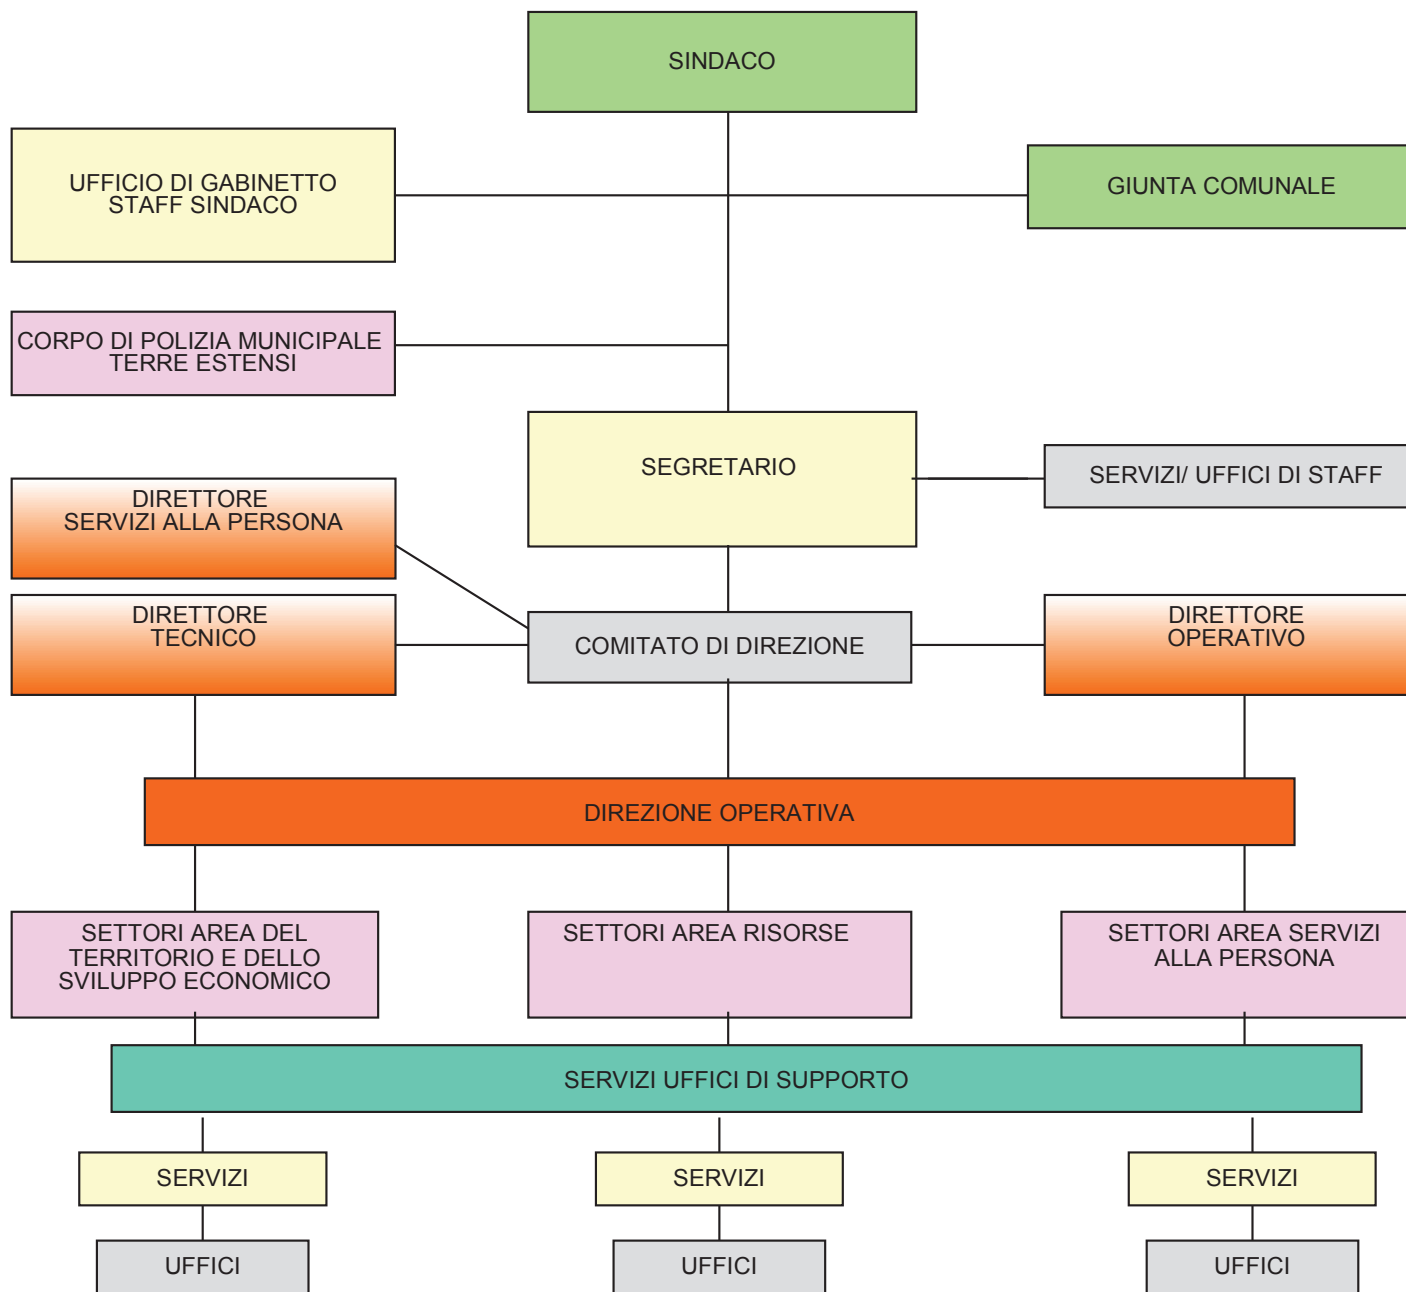 SINDACO
UFFICIO DI GABINETTO
STAFF SINDACO
GIUNTA COMUNALE
CORPO DI POLIZIA MUNICIPALE
TERRE ESTENSI
SEGRETARIO
SERVIZI/ UFFICI DI STAFF
DIRETTORE
SERVIZI ALLA PERSONA
DIRETTORE
TECNICO
COMITATO DI DIREZIONE
DIRETTORE
OPERATIVO
DIREZIONE OPERATIVA
SETTORI AREA DEL
TERRITORIO E DELLO
SVILUPPO ECONOMICO
SETTORI AREA RISORSE
SETTORI AREA SERVIZI
ALLA PERSONA
SERVIZI UFFICI DI SUPPORTO
SERVIZI
SERVIZI
SERVIZI
UFFICI
UFFICI
UFFICI